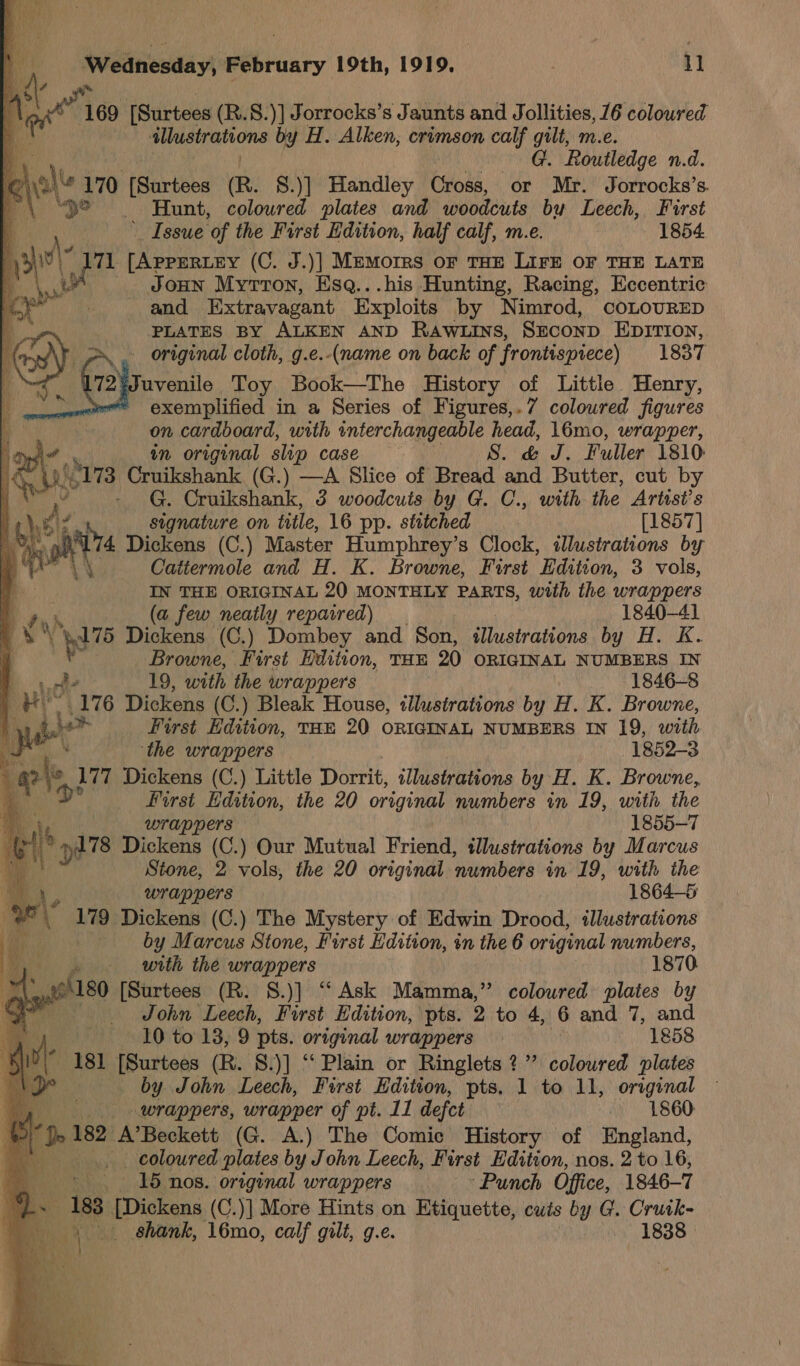 Wednesday, February 19th, 1919. 11
169 [Surtees (R.S.)] Jorrocks's Jaunts and Jollities, 16 coloured
illustrations by H. Alken, crimson calf gilt, m.e.
G. Routledge n.d.
170 [Surtees (R. S.)] Handley Cross, or Mr. Jorrocks's
Hunt, coloured plates and woodcuts by Leech, First
Issue of the First Edition, half calf, m.e. 1854
171 [APPERLEY (C. J.)] MEMOIRS OF THE LIFE OF THE LATE
JOHN MYTTON, Esq...his Hunting, Racing, Eccentric
and Extravagant Exploits by Nimrod, COLOURED
PLATES BY ALKEN AND RAWLINS, SECOND EDITION,
original cloth, g.e. (name on back of frontispiece) 1837
172 Juvenile Toy Book—The History of Little Henry,
exemplified in a Series of Figures, 7 coloured figures
on cardboard, with interchangeable head, 16mo, wrapper,
in original slip case S. & J. Fuller 1810
173 Cruikshank (G.)—A Slice of Bread and Butter, cut by
G. Cruikshank, 3 woodcuts by G. C., with the Artist's
signature on title, 16 pp. stitched [1857]
174 Dickens (C.) Master Humphrey's Clock, illustrations by
Cattermole and H. K. Browne, First Edition, 3 vols,
IN THE ORIGINAL 20 MONTHLY PARTS, with the wrappers
(a few neatly repaired) 1840-41
175 Dickens (C.) Dombey and Son, illustrations by H. K.
Browne, First Edition, THE 20 ORIGINAL NUMBERS IN
19, with the wrappers 1846-8
176 Dickens (C.) Bleak House, illustrations by H. K. Browne,
First Edition, THE 20 ORIGINAL NUMBERS IN 19, with
the wrappers 1852-3
177 Dickens (C.) Little Dorrit, illustrations by H. K. Browne,
First Edition, the 20 original numbers in 19, with the
wrappers 1855-7
178 Dickens (C.) Our Mutual Friend, illustrations by Marcus
Stone, 2 vols, the 20 original numbers in 19, with the
wrappers 1864-5
179 Dickens (C.) The Mystery of Edwin Drood, illustrations
by Marcus Stone, First Edition, in the 6 original numbers,
with the wrappers 1870
180 [Surtees (R. S.)] “Ask Mamma,” coloured plates by
John Leech, First Edition, pts. 2 to 4, 6 and 7, and
10 to 13, 9 pts. original wrappers 1858
181 [Surtees (R. S.)] “Plain or Ringlets?” coloured plates
by John Leech, First Edition, pts. 1 to 11, original
wrappers, wrapper of pt. 11 defct 1860
182 A'Beckett (G. A.) The Comic History of England,
coloured plates by John Leech, First Edition, nos. 2 to 16,
15 nos. original wrappers Punch Office, 1846-7
183 [Dickens (C.)] More Hints on Etiquette, cuts by G. Cruik-
shank, 16mo, calf gilt, g.e. 1838